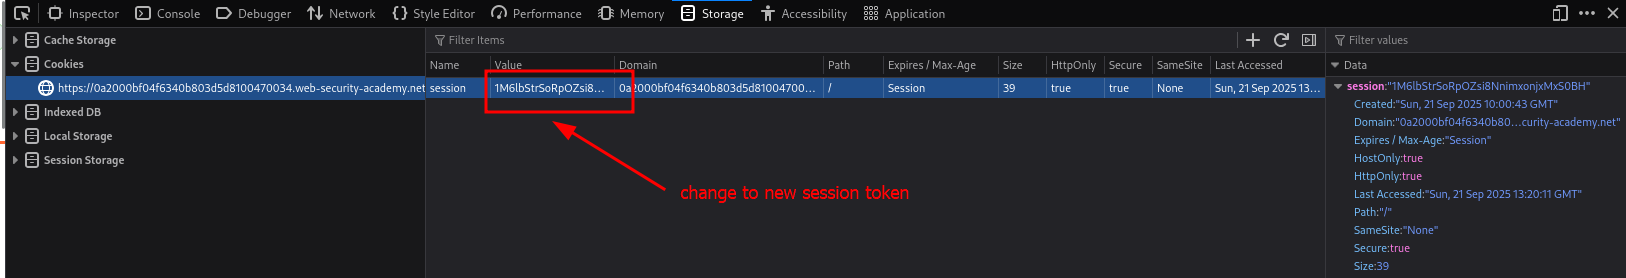 Inspector Console Debugger Network Style Editor Performance Memory Storage Accessibility Application
Cache Storage
Cookies
https://0a2000bf04f6340b803d5d8100470034.web-security-academy.net
Indexed DB
Local Storage
Session Storage
Filter Items
Name Value Domain Path Expires / Max-Age Size HttpOnly Secure SameSite Last Accessed
session 1M6lbStrSoRpOZsi8... 0a2000bf04f6340b803d5d81004700... / Session 39 true true None Sun, 21 Sep 2025 13...
change to new session token
Filter values
Data
session:"1M6lbStrSoRpOZsi8NnimxonjxMxS0BH"
Created:"Sun, 21 Sep 2025 10:00:43 GMT"
Domain:"0a2000bf04f6340b80...curity-academy.net"
Expires / Max-Age:"Session"
HostOnly:true
HttpOnly:true
Last Accessed:"Sun, 21 Sep 2025 13:20:11 GMT"
Path:"/"
SameSite:"None"
Secure:true
Size:39